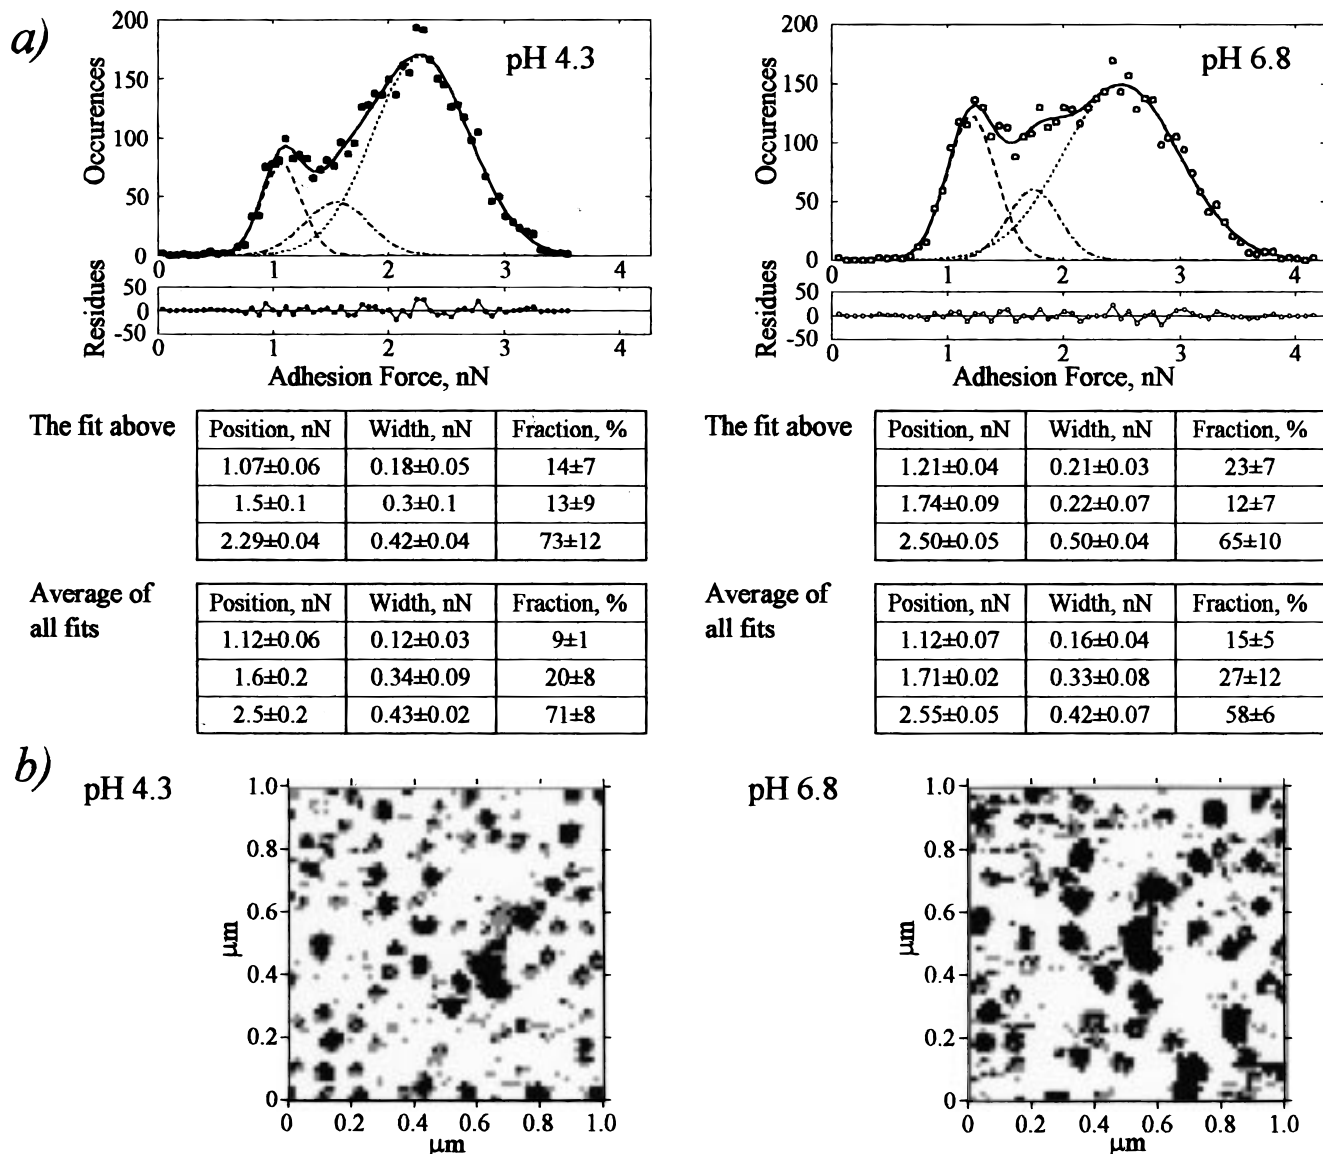 a)
pH 4.3
200
150
100
50
0
Occurences
0 1 2 3 4
50
0
-50
Residues
0 1 2 3 4
Adhesion Force, nN
pH 6.8
200
150
100
50
0
Occurences
0 1 2 3 4
50
0
-50
Residues
0 1 2 3 4
Adhesion Force, nN
The fit above
Position, nN Width, nN Fraction, %
1.07±0.06 0.18±0.05 14±7
1.5±0.1 0.3±0.1 13±9
2.29±0.04 0.42±0.04 73±12
The fit above
Position, nN Width, nN Fraction, %
1.21±0.04 0.21±0.03 23±7
1.74±0.09 0.22±0.07 12±7
2.50±0.05 0.50±0.04 65±10
Average of
all fits
Position, nN Width, nN Fraction, %
1.12±0.06 0.12±0.03 9±1
1.6±0.2 0.34±0.09 20±8
2.5±0.2 0.43±0.02 71±8
Average of
all fits
Position, nN Width, nN Fraction, %
1.12±0.07 0.16±0.04 15±5
1.71±0.02 0.33±0.08 27±12
2.55±0.05 0.42±0.07 58±6
b)
pH 4.3
1.0
0.8
0.6
0.4
0.2
0
μm
0 0.2 0.4 0.6 0.8 1.0
μm
pH 6.8
1.0
0.8
0.6
0.4
0.2
0
μm
0 0.2 0.4 0.6 0.8 1.0
μm